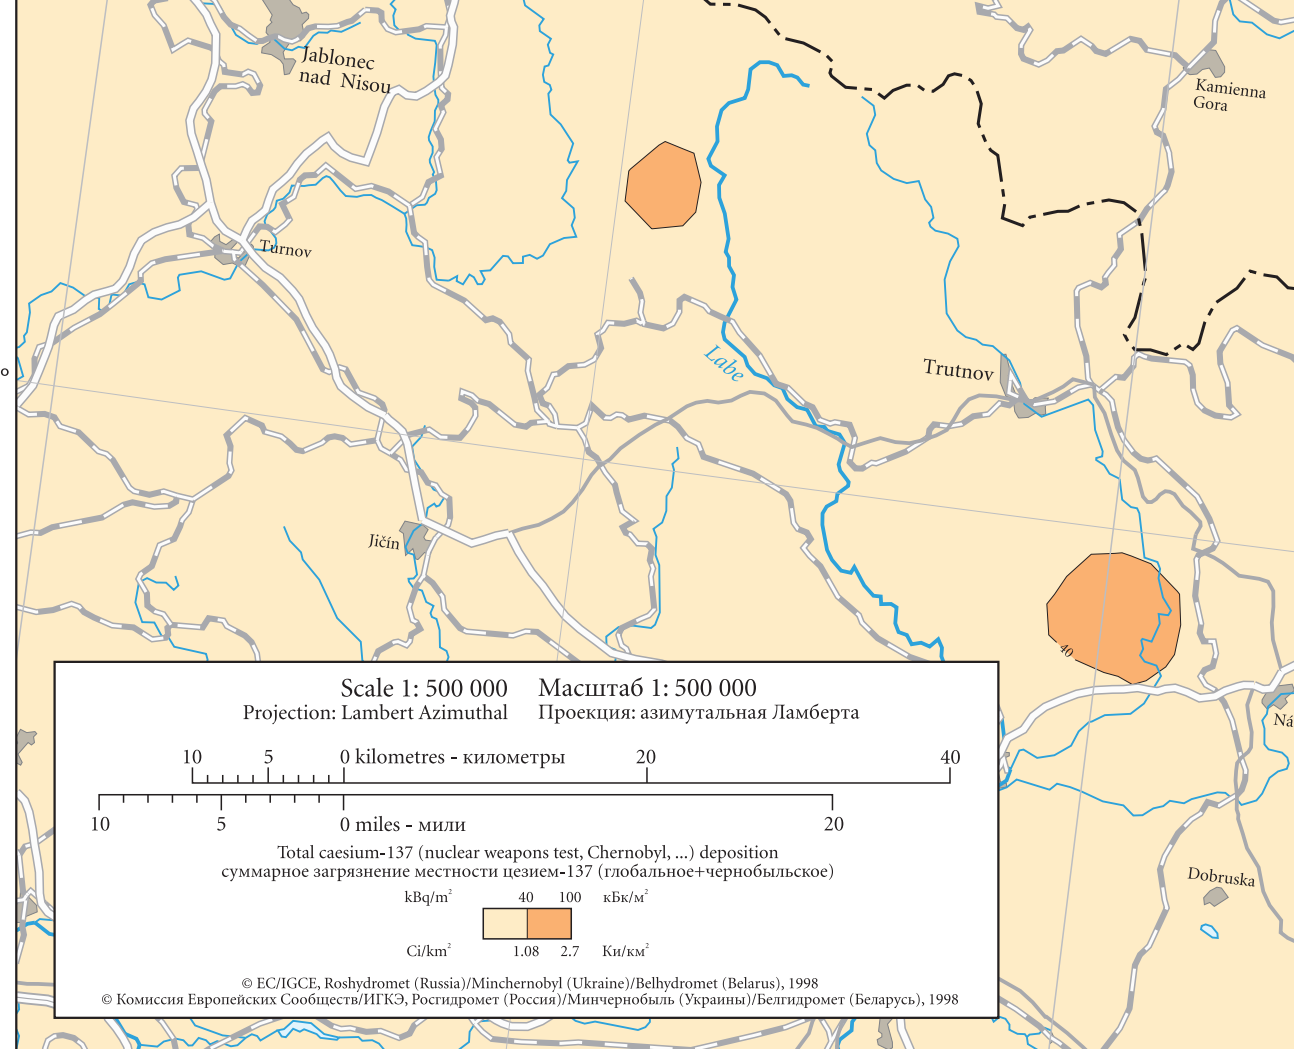 Jablonec
nad Nisou
Kamienna
Gora
Turnov
Labe
Trutnov
o
Jičín
40
Ná
Dobruska
Scale 1: 500 000 Масштаб 1: 500 000
Projection: Lambert Azimuthal Проекция: азимутальная Ламберта
10 5 0 kilometres - километры 20 40
10 5 0 miles - мили 20
Total caesium-137 (nuclear weapons test, Chernobyl, ...) deposition
суммарное загрязнение местности цезием-137 (глобальное+чернобыльское)
kBq/m² 40 100 кБк/м²
Ci/km² 1.08 2.7 Ки/км²
© EC/IGCE, Roshydromet (Russia)/Minchernobyl (Ukraine)/Belhydromet (Belarus), 1998
© Комиссия Европейских Сообществ/ИГКЭ, Росгидромет (Россия)/Минчернобыль (Украины)/Белгидромет (Беларусь), 1998